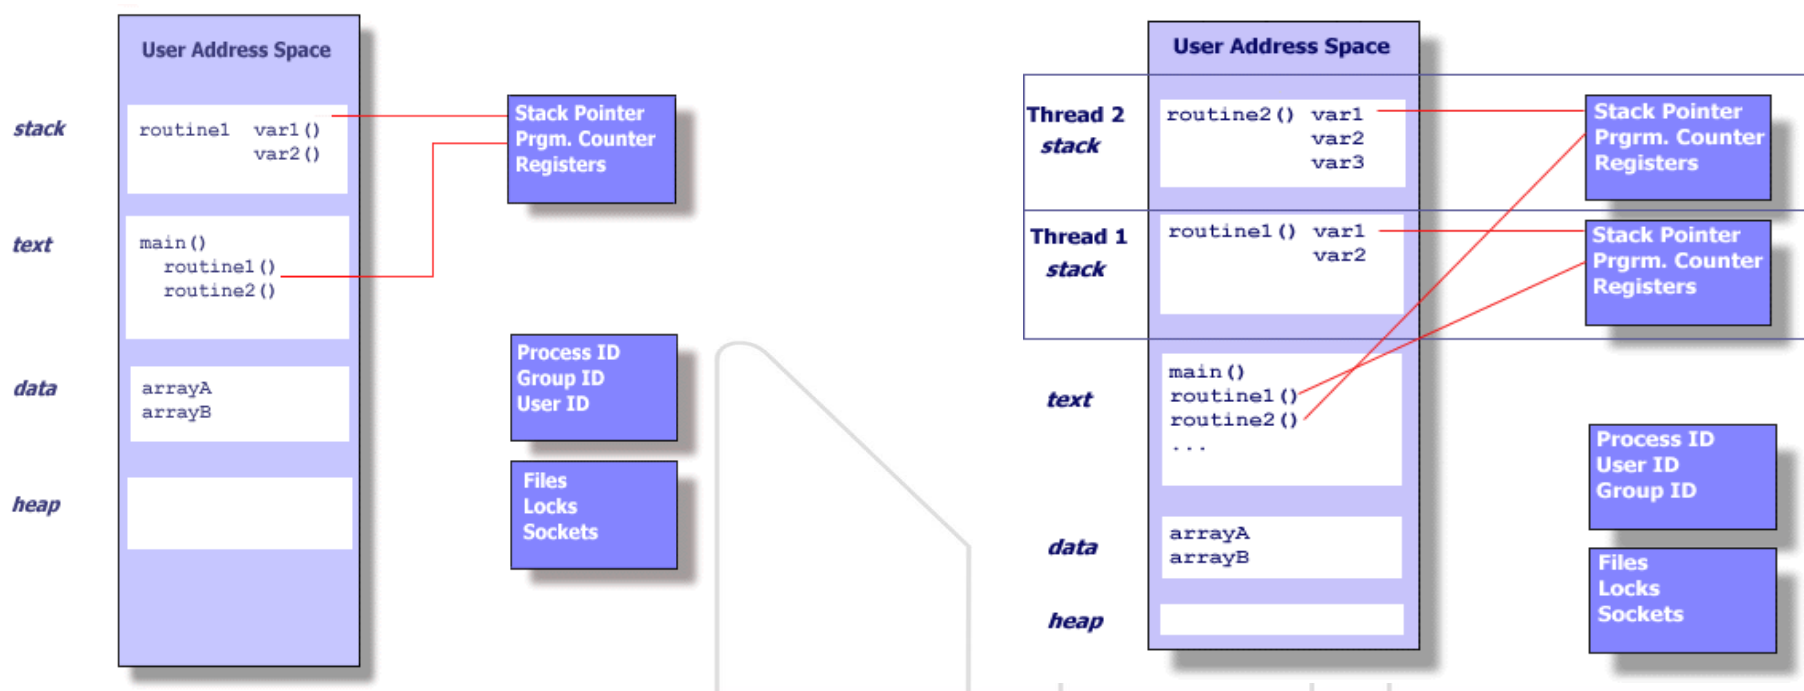 User Address Space
stack
routine1 var1()
var2()
Stack Pointer
Prgm. Counter
Registers
text
main()
routine1()
routine2()
Process ID
Group ID
User ID
data
arrayA
arrayB
heap
Files
Locks
Sockets
User Address Space
Thread 2
stack
routine2() var1
var2
var3
Stack Pointer
Prgrm. Counter
Registers
Thread 1
stack
routine1() var1
var2
Stack Pointer
Prgrm. Counter
Registers
text
main()
routine1()
routine2()
...
Process ID
User ID
Group ID
data
arrayA
arrayB
heap
Files
Locks
Sockets